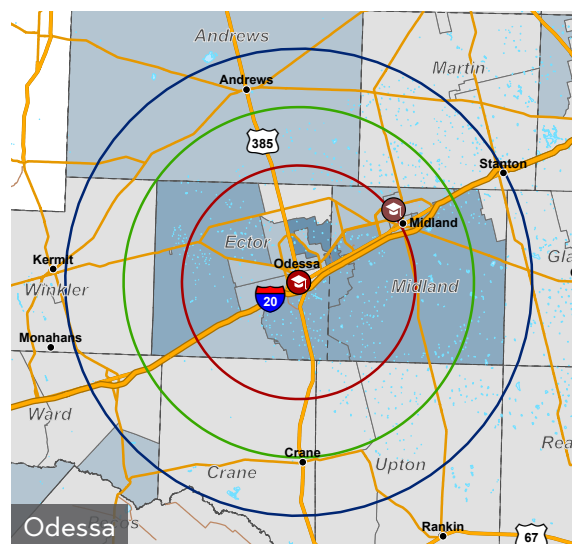 Andrews
Andrews
Martin
385
Stanton
Midland
Ector
Odessa
Kermit
Winkler
Gla
Midland
20
Monahans
Ward
Crane
Crane
Upton
Rea
Odessa
Rankin
67